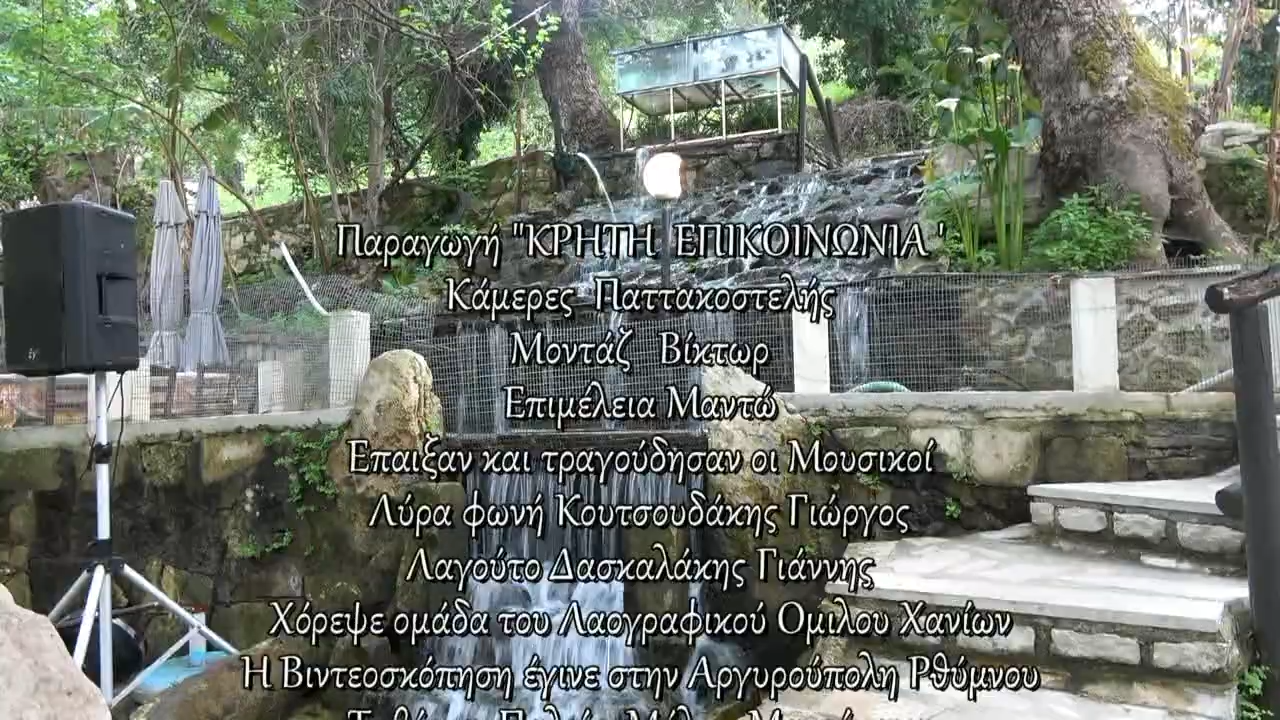 Παραγωγή "ΚΡΗΤΗ ΕΠΙΚΟΙΝΩΝΙΑ '
Κάμερες Παττακοστελής
Μοντάζ Βίκτωρ
Επιμέλεια Μαντώ
Επαιξαν και τραγούδησαν οι Μουσικοί
Λύρα φωνή Κουτσουδάκης Γιώργος
Λαγούτο Δασκαλάκης Γιάννης
Χόρεψε ομάδα του Λαογραφικού Ομιλου Χανίων
Η Βιντεοσκόπηση έγινε στην Αργυρούπολη Ρθύμνου